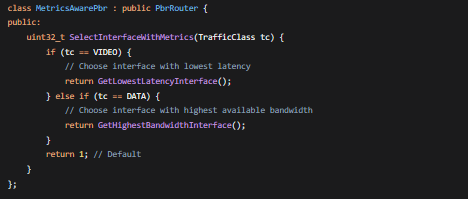 class MetricsAwarePbr : public PbrRouter {
public:
    uint32_t SelectInterfaceWithMetrics(TrafficClass tc) {
        if (tc == VIDEO) {
            // Choose interface with lowest latency
            return GetLowestLatencyInterface();
        } else if (tc == DATA) {
            // Choose interface with highest available bandwidth
            return GetHighestBandwidthInterface();
        }
        return 1; // Default
    }
};